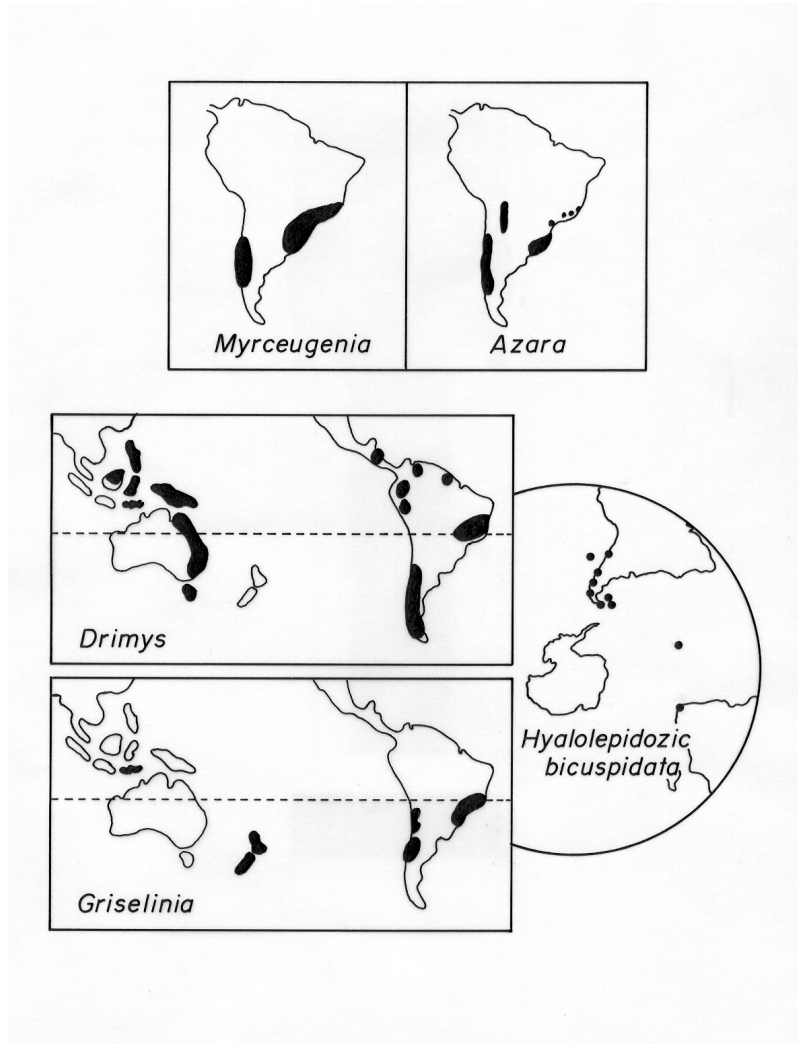 Myrceugenia
Azara
Drimys
Hyalolepidozic
bicuspidata
Griselinia